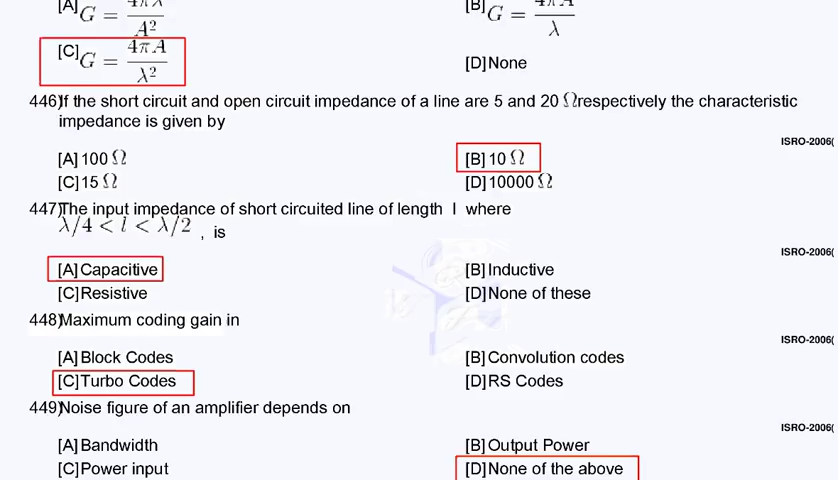 [A] G = 4πλ / A²
[B] G = 4πA / λ
[C] G = 4πA / λ²
[D] None
446) If the short circuit and open circuit impedance of a line are 5 and 20 Ω respectively the characteristic
impedance is given by
ISRO-2006(
[A] 100 Ω
[B] 10 Ω
[C] 15 Ω
[D] 10000 Ω
447) The input impedance of short circuited line of length l where
λ/4 < l < λ/2 , is
ISRO-2006(
[A] Capacitive
[B] Inductive
[C] Resistive
[D] None of these
448) Maximum coding gain in
ISRO-2006(
[A] Block Codes
[B] Convolution codes
[C] Turbo Codes
[D] RS Codes
449) Noise figure of an amplifier depends on
ISRO-2006(
[A] Bandwidth
[B] Output Power
[C] Power input
[D] None of the above